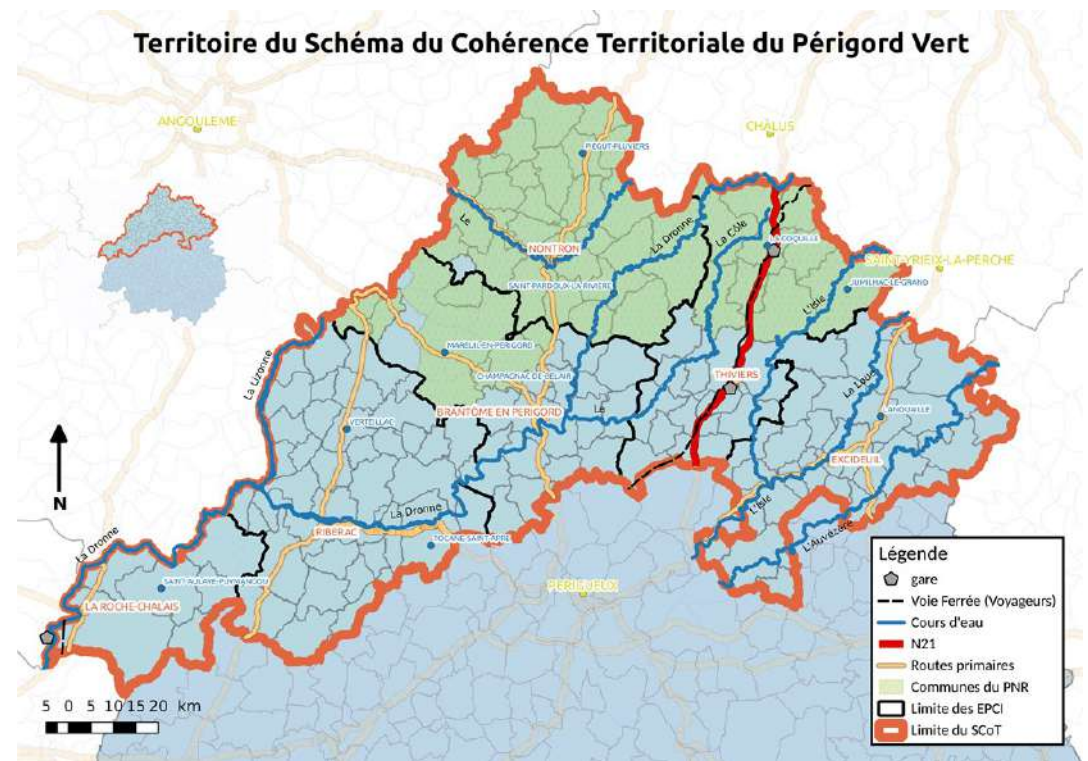 Territoire du Schéma du Cohérence Territoriale du Périgord Vert
ANGOULEME
CHÂLUS
PIEGUT-PLUVIERS
Le
NONTRON
La Dronne
La Côle
LA COQUILLE
SAINT-YRIEIX-LA-PERCHE
SAINT-PARDOUX-LA-RIVIERE
L'Isle
JUMILHAC-LE-GRAND
La Lizonne
MAREUIL-EN-PERIGORD
CHAMPAGNAC-DE-BELAIR
THIVIERS
La Loue
BRANTÔME EN PERIGORD
Le
LANOUAILLE
VERTEILLAC
EXCIDEUIL
N
La Dronne
L'Isle
RIBERAC
TOCANE-SAINT-APRE
L'Auvézère
La Dronne
SAINT-AULAYE-PUYMANGOU
PERIGUEUX
LA ROCHE-CHALAIS
5 0 5 10 15 20 km
Légende
gare
Voie Ferrée (Voyageurs)
Cours d'eau
N21
Routes primaires
Communes du PNR
Limite des EPCI
Limite du SCoT